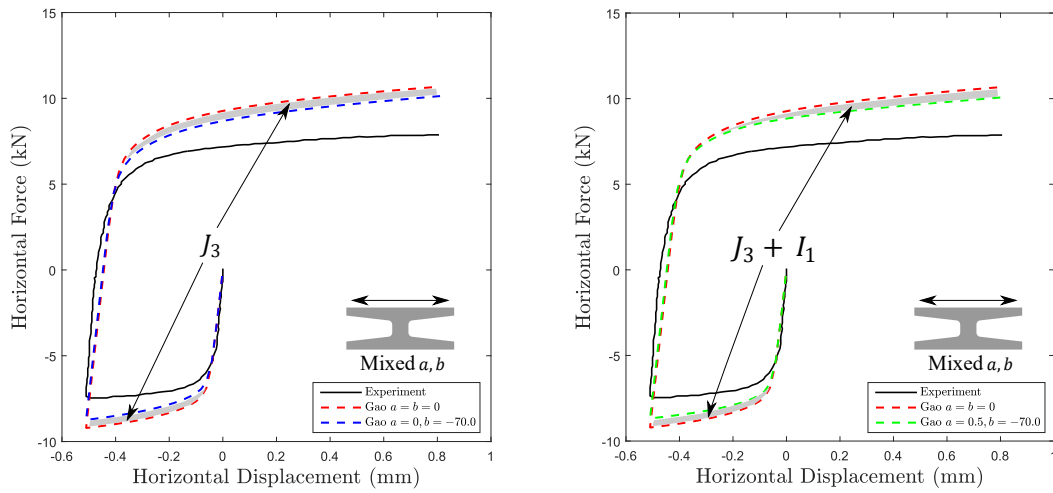 15
10
5
0
-5
-10
Horizontal Force (kN)
-0.6
-0.4
-0.2
0
0.2
0.4
0.6
0.8
1
Horizontal Displacement (mm)
J₃
Mixed a, b
Experiment
Gao a = b = 0
Gao a = 0, b = −70.0
15
10
5
0
-5
-10
Horizontal Force (kN)
-0.6
-0.4
-0.2
0
0.2
0.4
0.6
0.8
1
Horizontal Displacement (mm)
J₃ + I₁
Mixed a, b
Experiment
Gao a = b = 0
Gao a = 0.5, b = −70.0